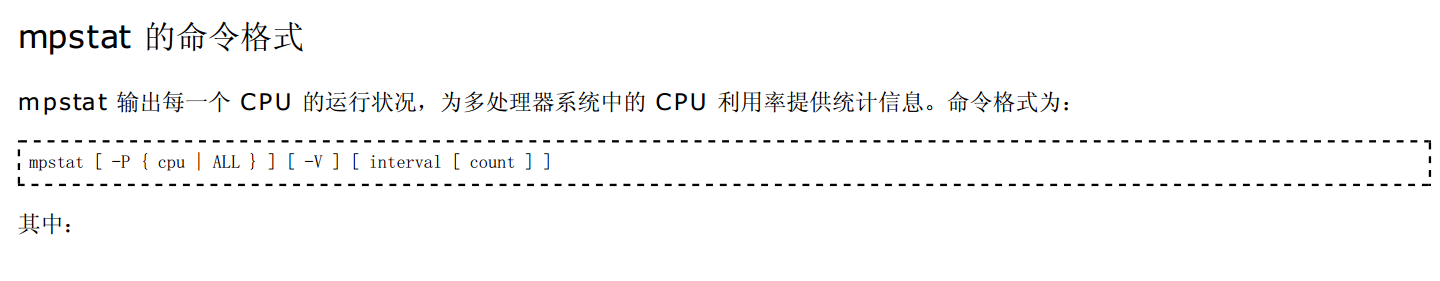 mpstat 的命令格式
mpstat 输出每一个 CPU 的运行状况，为多处理器系统中的 CPU 利用率提供统计信息。命令格式为：
mpstat [ -P { cpu | ALL } ] [ -V ] [ interval [ count ] ]
其中：